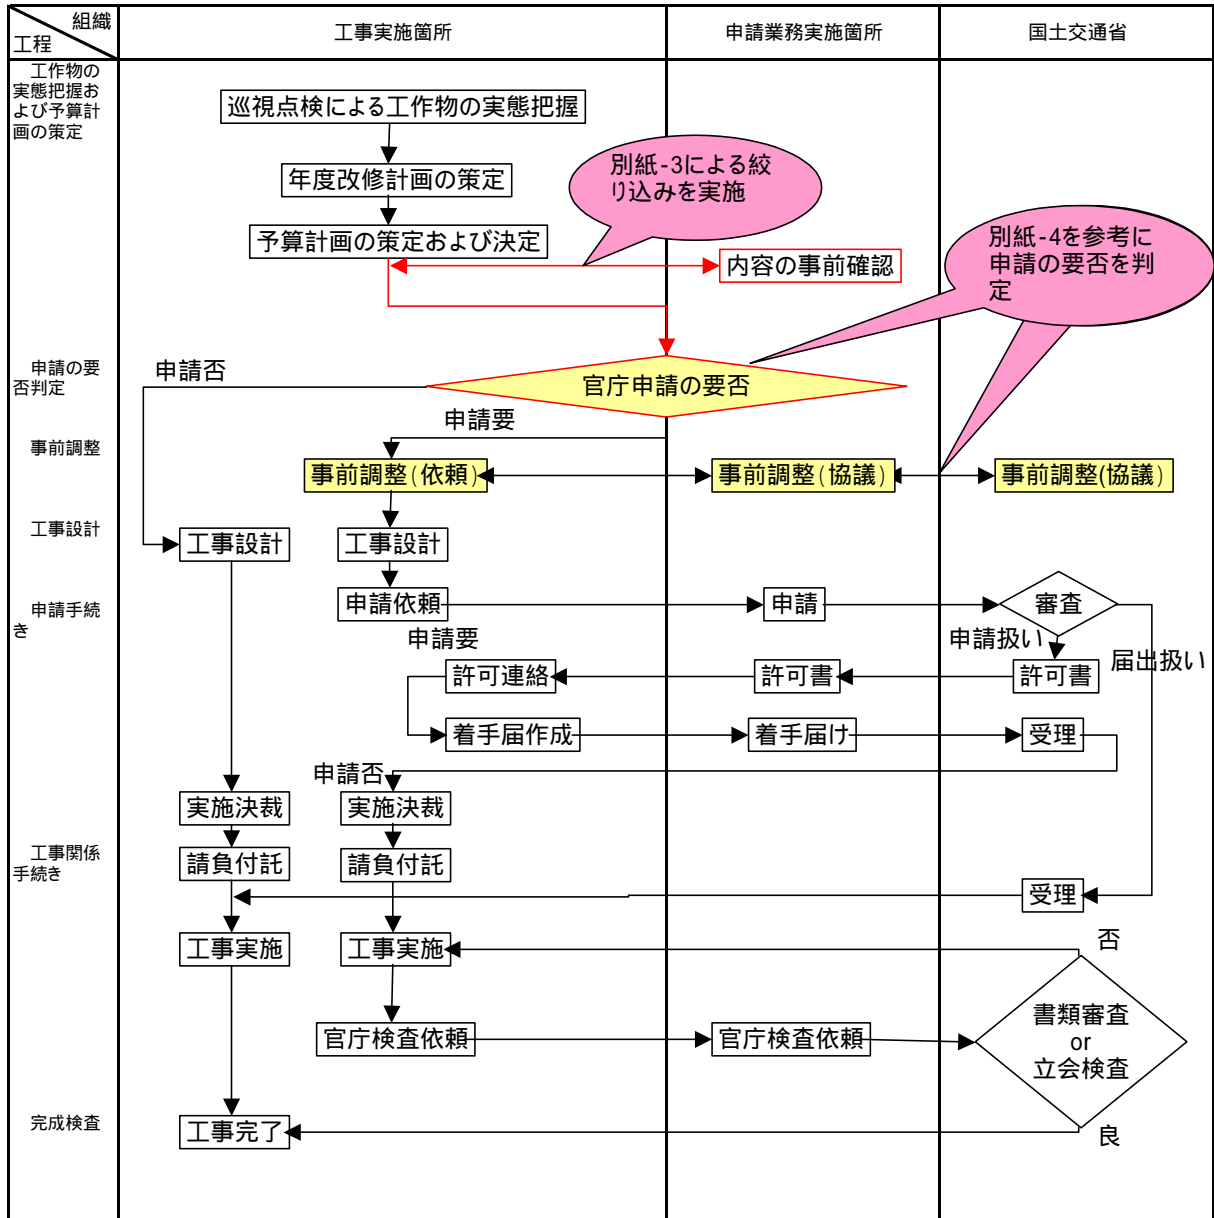 組織
工程
工事実施箇所
申請業務実施箇所
国土交通省
工作物の
実態把握お
よび予算計
画の策定
巡視点検による工作物の実態把握
年度改修計画の策定
予算計画の策定および決定
別紙-3による絞
り込みを実施
内容の事前確認
別紙-4を参考に
申請の要否を判
定
申請の要
否判定
申請否
官庁申請の要否
申請要
事前調整
事前調整(依頼)
事前調整(協議)
事前調整(協議)
工事設計
工事設計
工事設計
申請手続
き
申請依頼
申請
審査
申請要
申請扱い
届出扱い
許可連絡
許可書
許可書
着手届作成
着手届け
受理
申請否
実施決裁
実施決裁
工事関係
手続き
請負付託
請負付託
受理
工事実施
工事実施
否
官庁検査依頼
官庁検査依頼
書類審査
or
立会検査
完成検査
工事完了
良